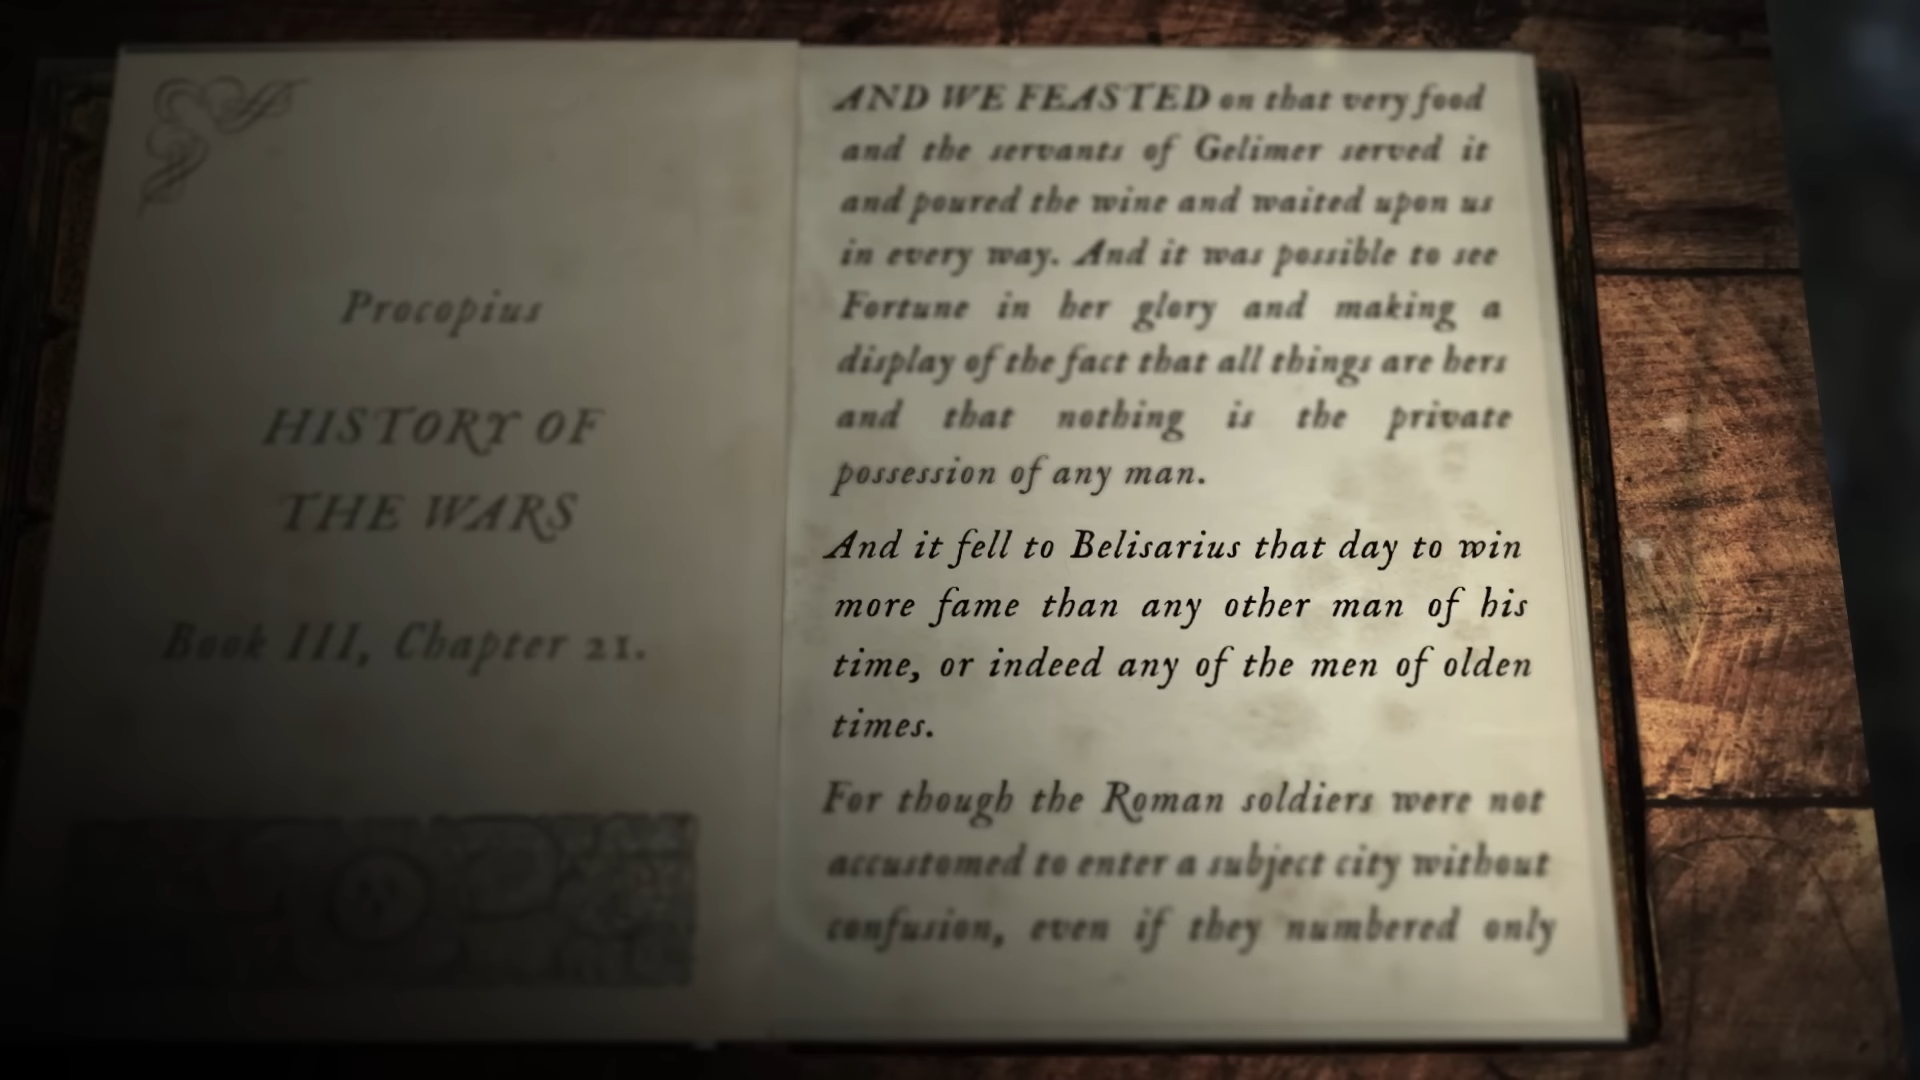 Procopius
HISTORY OF
THE WARS
Book III, Chapter 21.
AND WE FEASTED on that very food
and the servants of Gelimer served it
and poured the wine and waited upon us
in every way. And it was possible to see
Fortune in her glory and making a
display of the fact that all things are hers
and that nothing is the private
possession of any man.
And it fell to Belisarius that day to win
more fame than any other man of his
time, or indeed any of the men of olden
times.
For though the Roman soldiers were not
accustomed to enter a subject city without
confusion, even if they numbered only